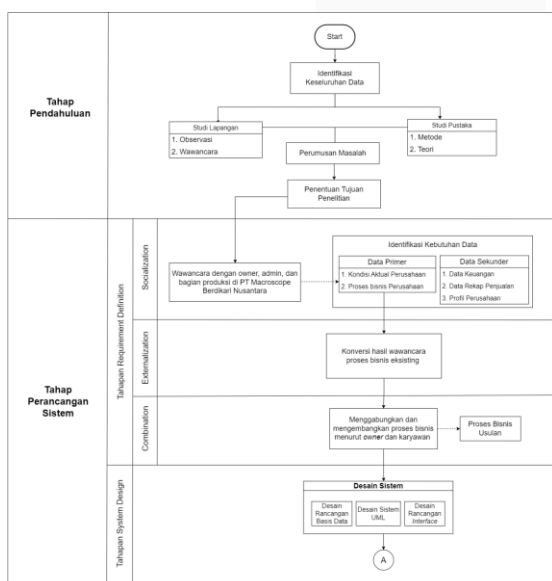 Start
Identifikasi
Keseluruhan Data
Tahap
Pendahuluan
Studi Lapangan
1. Observasi
2. Wawancara
Studi Pustaka
1. Metode
2. Teori
Perumusan Masalah
Penentuan Tujuan
Penelitian
Tahap
Perancangan
Sistem
Tahapan Requirement Definition
Socialization
Wawancara dengan owner, admin, dan
bagian produksi di PT Macroscope
Berdikari Nusantara
Identifikasi Kebutuhan Data
Data Primer
1. Kondisi Aktual Perusahaan
2. Proses bisnis Perusahaan
Data Sekunder
1. Data Keuangan
2. Data Rekap Penjualan
3. Profil Perusahaan
Externalization
Konversi hasil wawancara
proses bisnis eksisting
Combination
Menggabungkan dan
mengembangkan proses bisnis
menurut owner dan karyawan
Proses Bisnis
Usulan
Tahapan System Design
Desain Sistem
Desain
Rancangan
Basis Data
Desain Sistem
UML
Desain
Rancangan
Interface
A